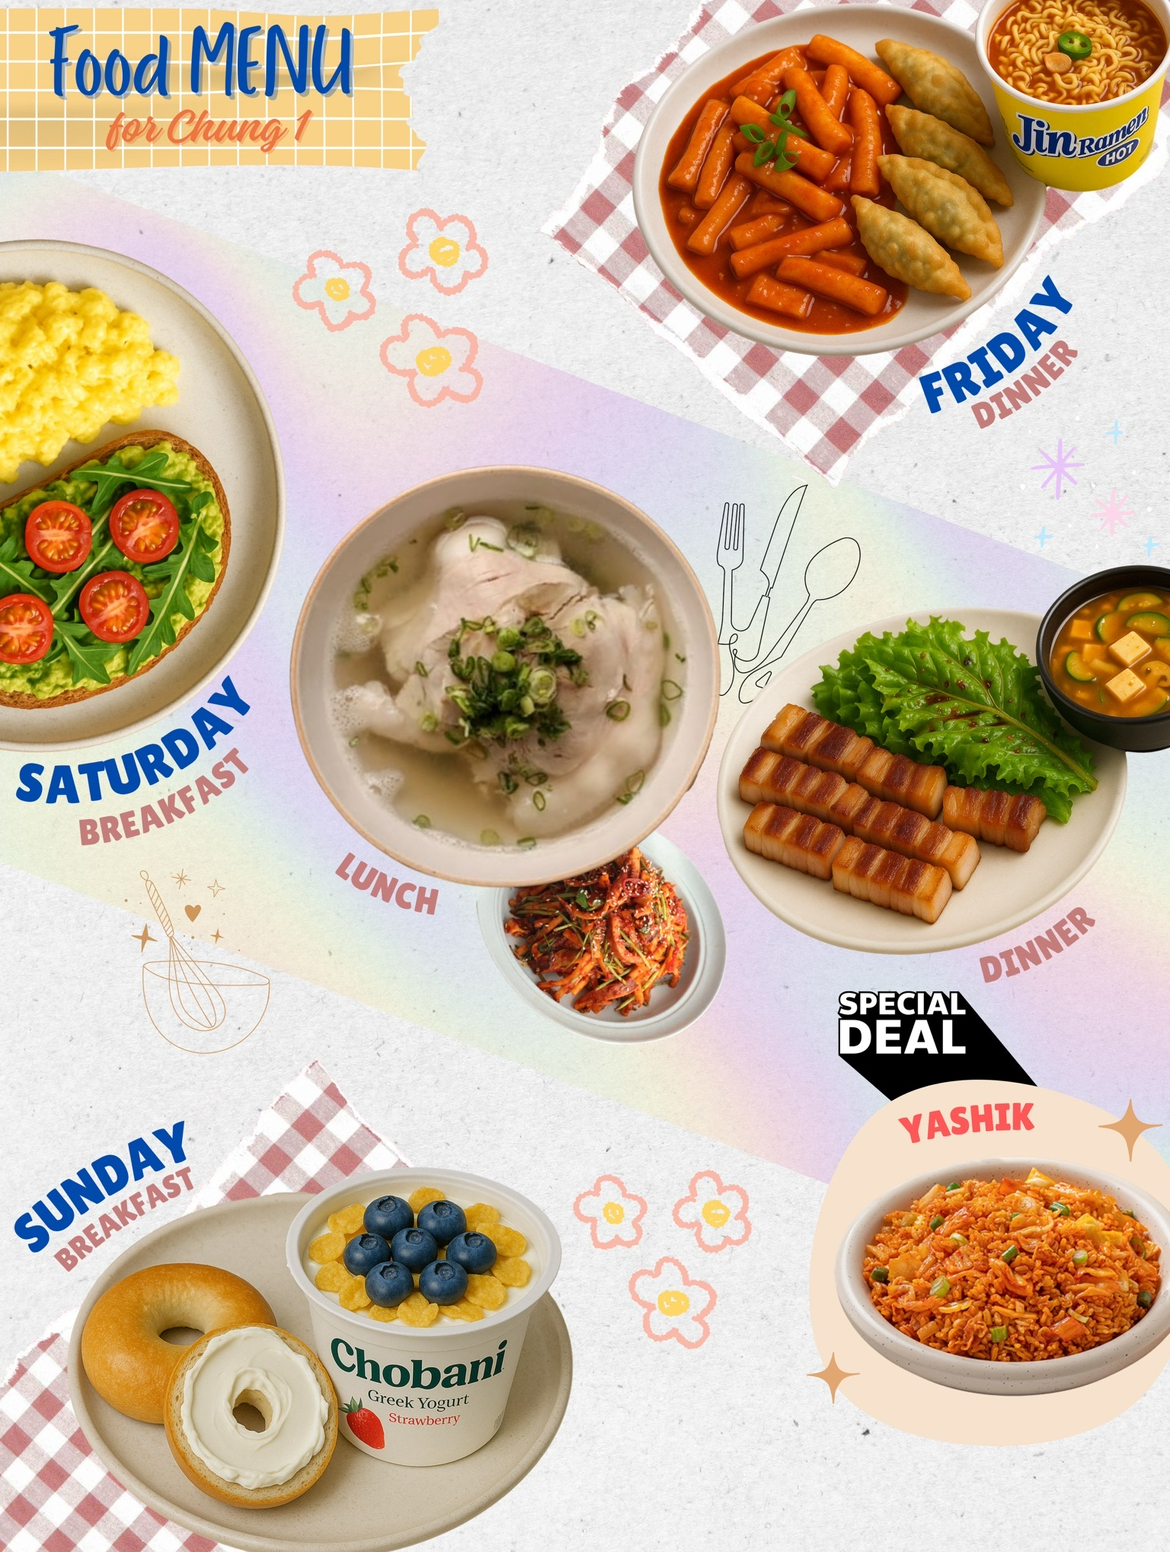 Food MENU
for Chung 1
Jin Ramen
HOT
FRIDAY
DINNER
SATURDAY
BREAKFAST
LUNCH
DINNER
SPECIAL
DEAL
YASHIK
SUNDAY
BREAKFAST
Chobani
Greek Yogurt
Strawberry